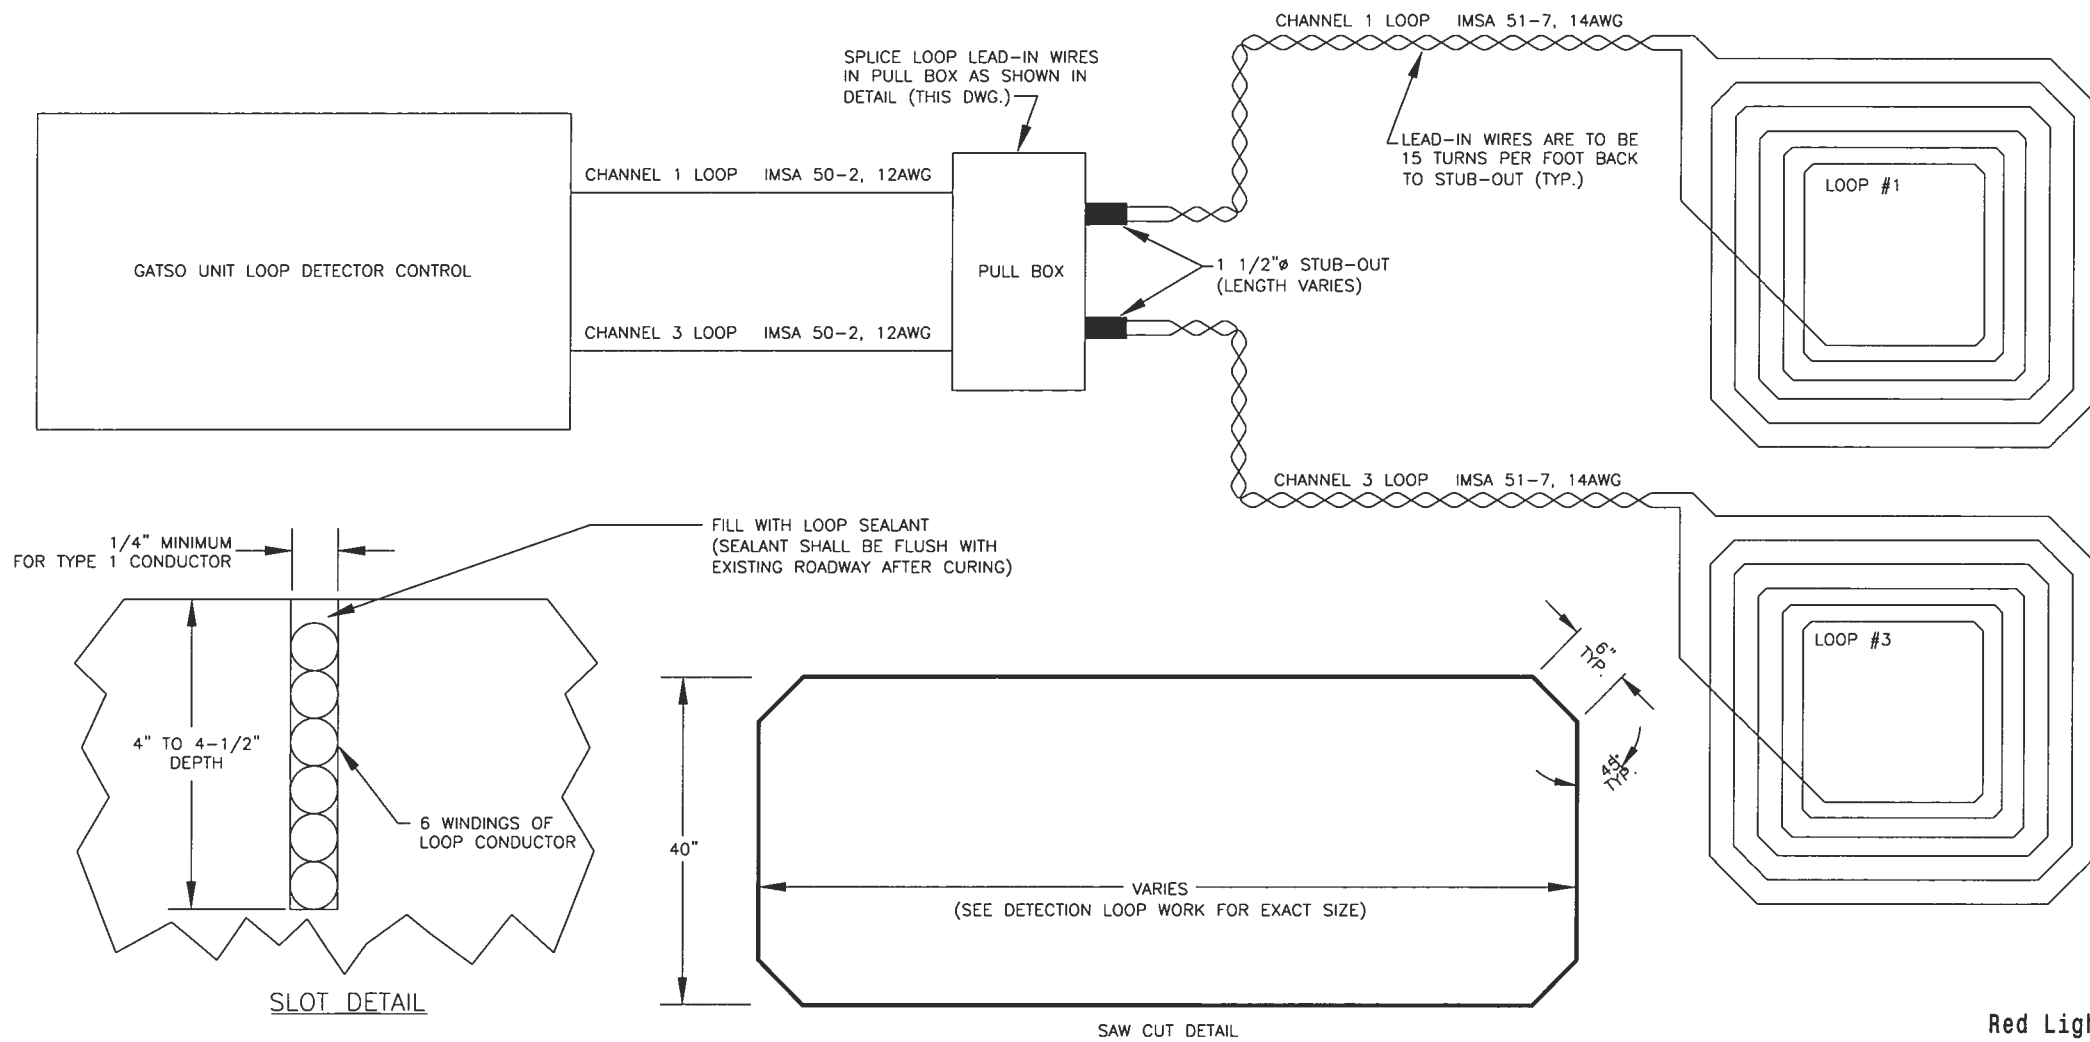 CHANNEL 1 LOOP IMSA 51-7, 14AWG
SPLICE LOOP LEAD-IN WIRES
IN PULL BOX AS SHOWN IN
DETAIL (THIS DWG.)
LEAD-IN WIRES ARE TO BE
15 TURNS PER FOOT BACK
TO STUB-OUT (TYP.)
CHANNEL 1 LOOP IMSA 50-2, 12AWG
LOOP #1
GATSO UNIT LOOP DETECTOR CONTROL
PULL BOX
1 1/2"ø STUB-OUT
(LENGTH VARIES)
CHANNEL 3 LOOP IMSA 50-2, 12AWG
CHANNEL 3 LOOP IMSA 51-7, 14AWG
1/4" MINIMUM
FOR TYPE 1 CONDUCTOR
FILL WITH LOOP SEALANT
(SEALANT SHALL BE FLUSH WITH
EXISTING ROADWAY AFTER CURING)
LOOP #3
6"
TYP.
4" TO 4-1/2"
DEPTH
45°
TYP.
6 WINDINGS OF
LOOP CONDUCTOR
40"
VARIES
(SEE DETECTION LOOP WORK FOR EXACT SIZE)
SLOT DETAIL
SAW CUT DETAIL
Red Ligh